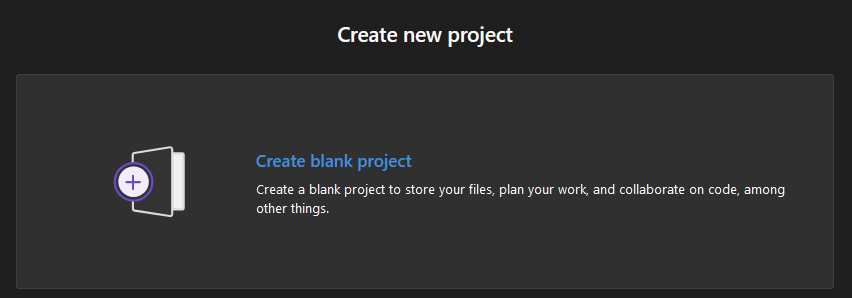 Create new project
Create blank project
Create a blank project to store your files, plan your work, and collaborate on code, among
other things.